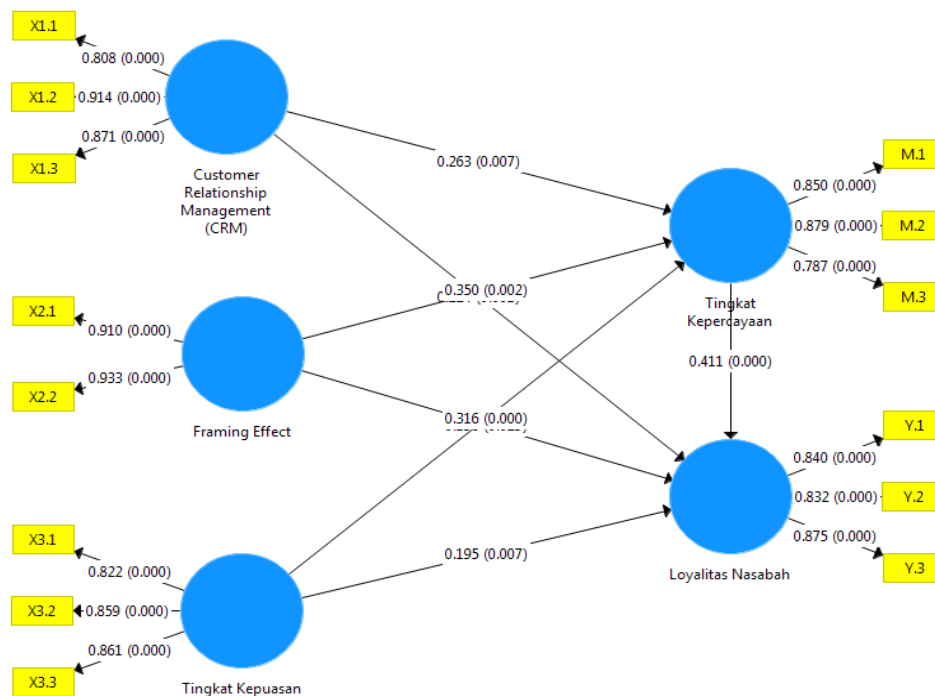 X1.1
0.808 (0.000)
X1.2
0.914 (0.000)
0.871 (0.000)
X1.3
Customer
Relationship
Management
(CRM)
0.263 (0.007)
M.1
0.850 (0.000)
0.879 (0.000)
M.2
0.787 (0.000)
M.3
Tingkat
Kepercayaan
0.350 (0.002)
X2.1
0.910 (0.000)
X2.2
0.933 (0.000)
Framing Effect
0.411 (0.000)
0.316 (0.000)
Y.1
0.840 (0.000)
0.832 (0.000)
Y.2
0.875 (0.000)
Y.3
Loyalitas Nasabah
0.195 (0.007)
X3.1
0.822 (0.000)
X3.2
0.859 (0.000)
0.861 (0.000)
X3.3
Tingkat Kepuasan